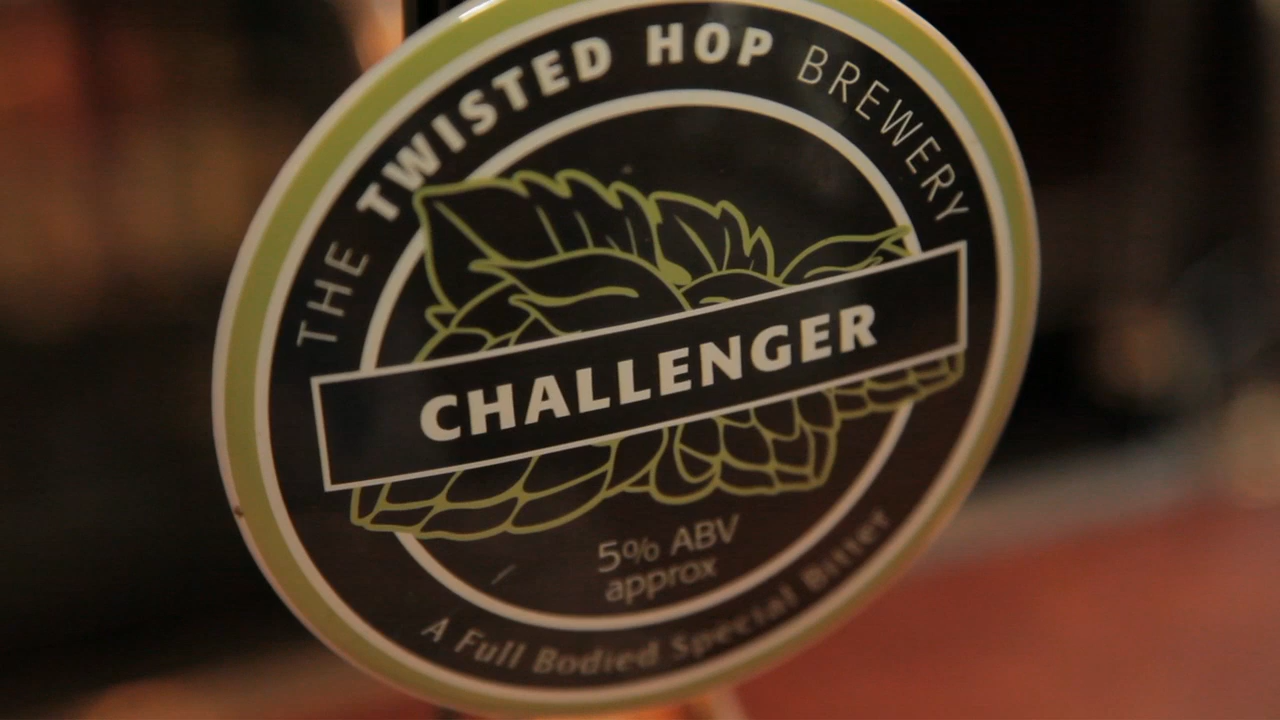 THE TWISTED HOP BREWERY
CHALLENGER
5% ABV
approx
A Full Bodied Special Bitter